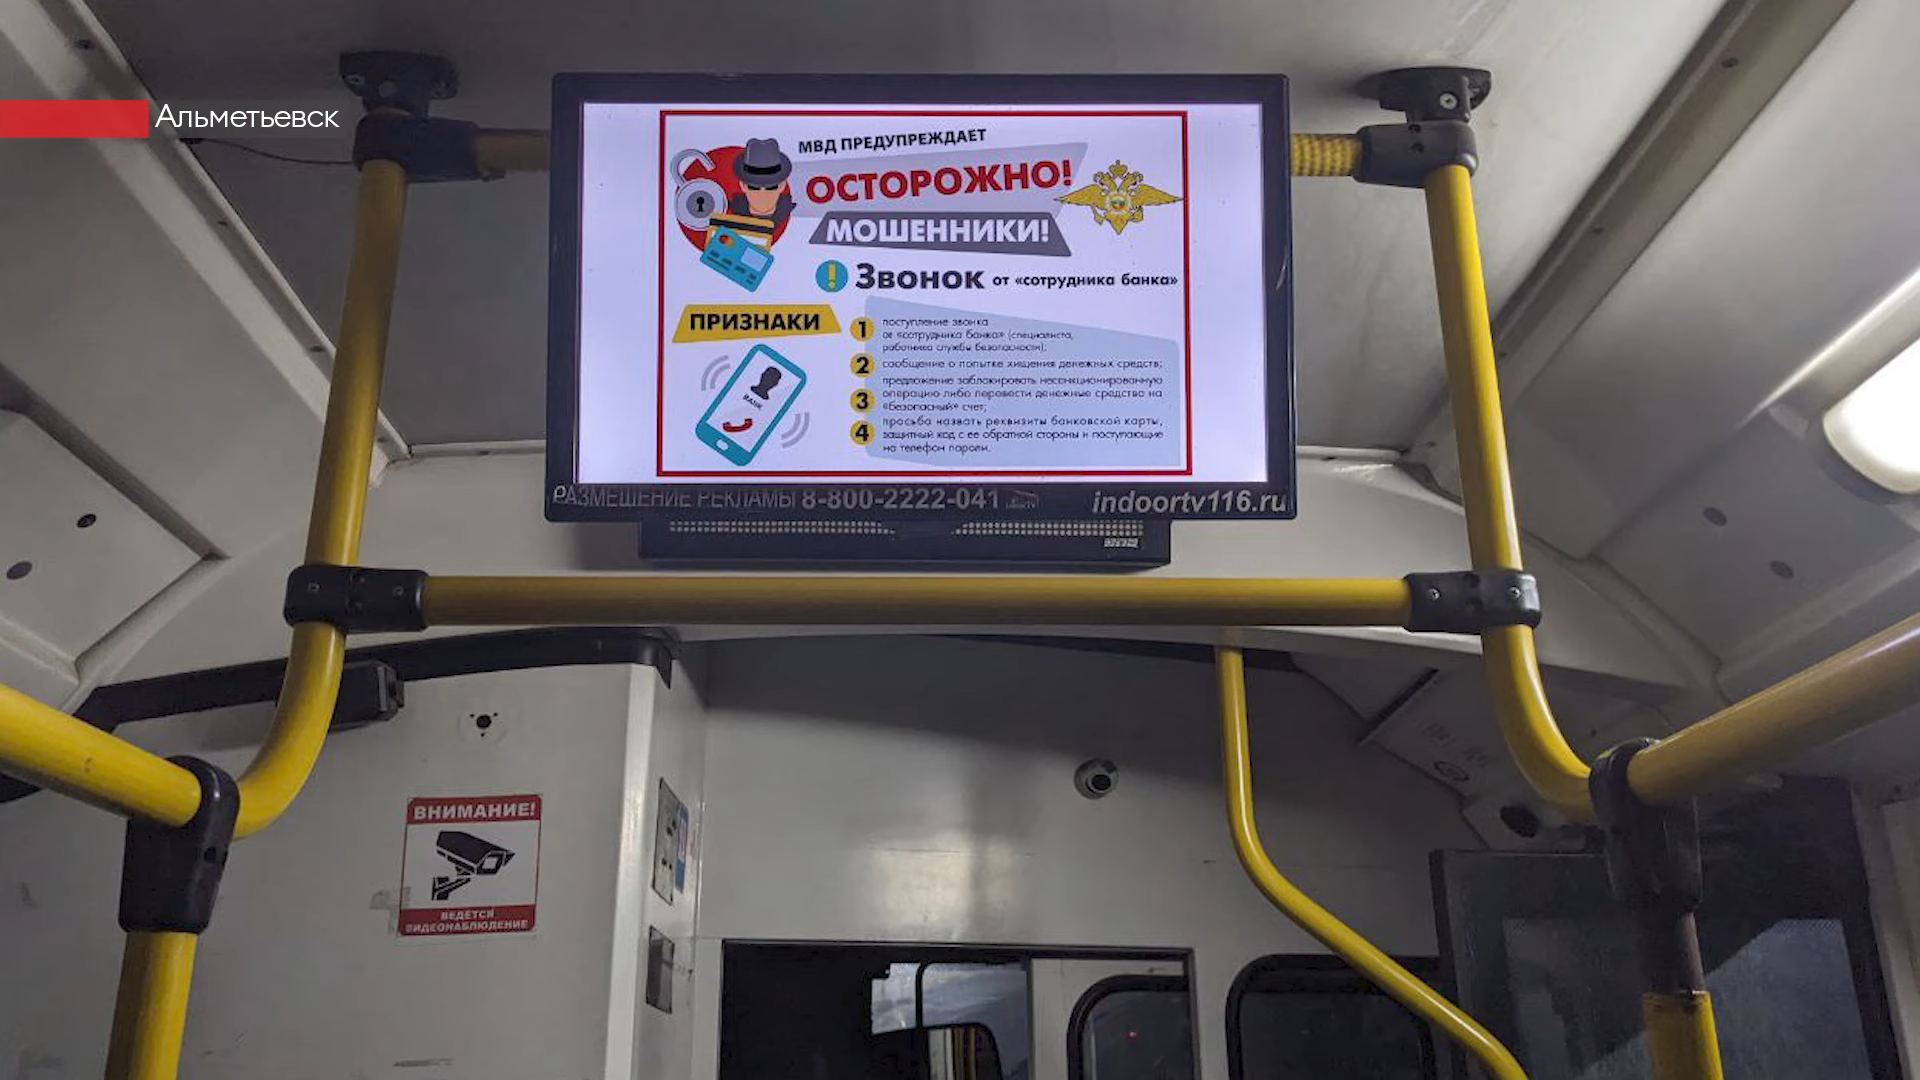 Альметьевск
МВД ПРЕДУПРЕЖДАЕТ
ОСТОРОЖНО!
МОШЕННИКИ!
! Звонок от «сотрудника банка»
ПРИЗНАКИ
1 поступление звонка
от «сотрудника банка» (специалиста,
работника службы безопасности);
2 сообщение о попытке хищения денежных средств;
предложение заблокировать несанкционированную
3 операцию либо перевести денежные средства на
«безопасный» счет;
4 просьба назвать реквизиты банковской карты,
защитный код с ее обратной стороны и поступающие
на телефон пароли.
BANK
РАЗМЕЩЕНИЕ РЕКЛАМЫ 8-800-2222-041
indoortv116.ru
ВНИМАНИЕ!
ВЕДЁТСЯ
ВИДЕОНАБЛЮДЕНИЕ